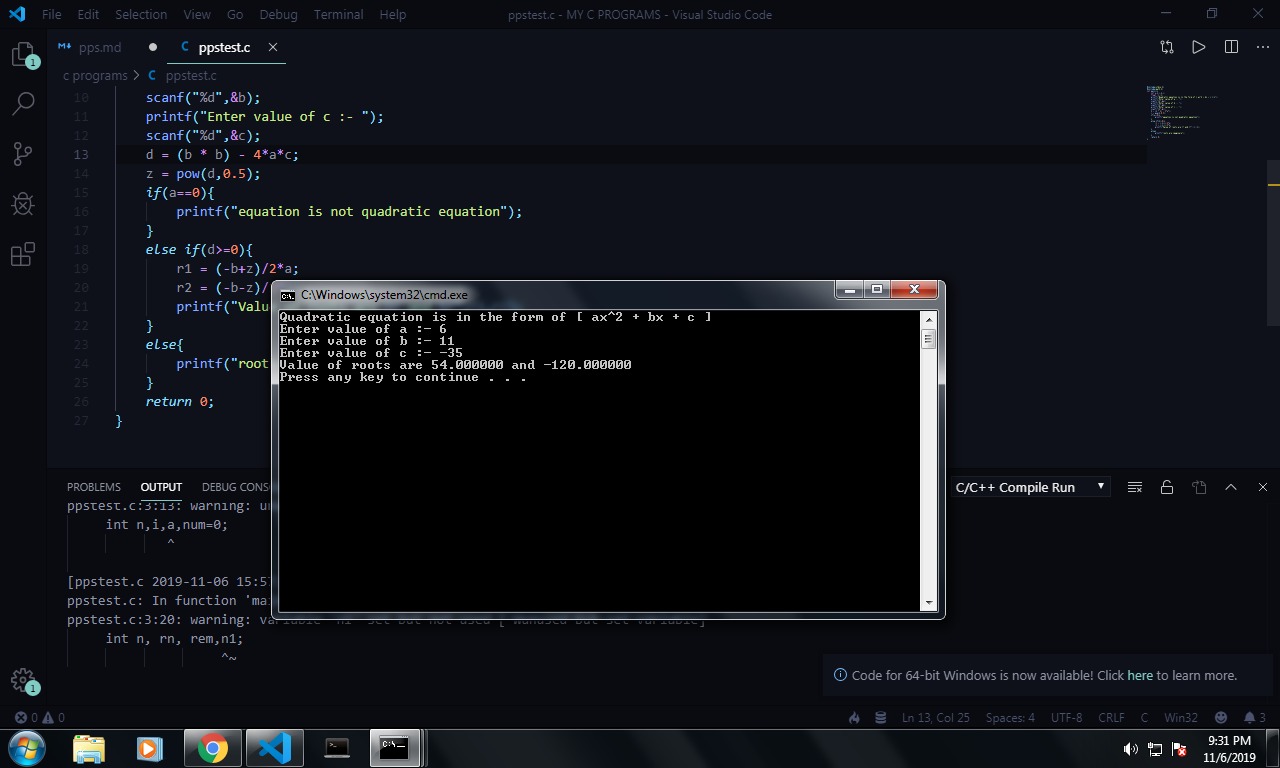 File Edit Selection View Go Debug Terminal Help ppstest.c - MY C PROGRAMS - Visual Studio Code
pps.md ppstest.c
c programs > C ppstest.c
10 scanf("%d",&b);
11 printf("Enter value of c :- ");
12 scanf("%d",&c);
13 d = (b * b) - 4*a*c;
14 z = pow(d,0.5);
15 if(a==0){
16 printf("equation is not quadratic equation");
17 }
18 else if(d>=0){
19 r1 = (-b+z)/2*a;
20 r2 = (-b-z)/
21 printf("Valu
22 }
23 else{
24 printf("root
25 }
26 return 0;
27 }
C:\Windows\system32\cmd.exe
Quadratic equation is in the form of [ ax^2 + bx + c ]
Enter value of a :- 6
Enter value of b :- 11
Enter value of c :- -35
Value of roots are 54.000000 and -120.000000
Press any key to continue . . .
PROBLEMS OUTPUT DEBUG CONS C/C++ Compile Run
ppstest.c:3:13: warning: u
int n,i,a,num=0;
^
[ppstest.c 2019-11-06 15:57
ppstest.c: In function 'mai
ppstest.c:3:20: warning: variable 'n1' set but not used [-Wunused-but-set-variable]
int n, rn, rem,n1;
^~
Code for 64-bit Windows is now available! Click here to learn more.
0 0 Ln 13, Col 25 Spaces: 4 UTF-8 CRLF C Win32 3
9:31 PM
11/6/2019